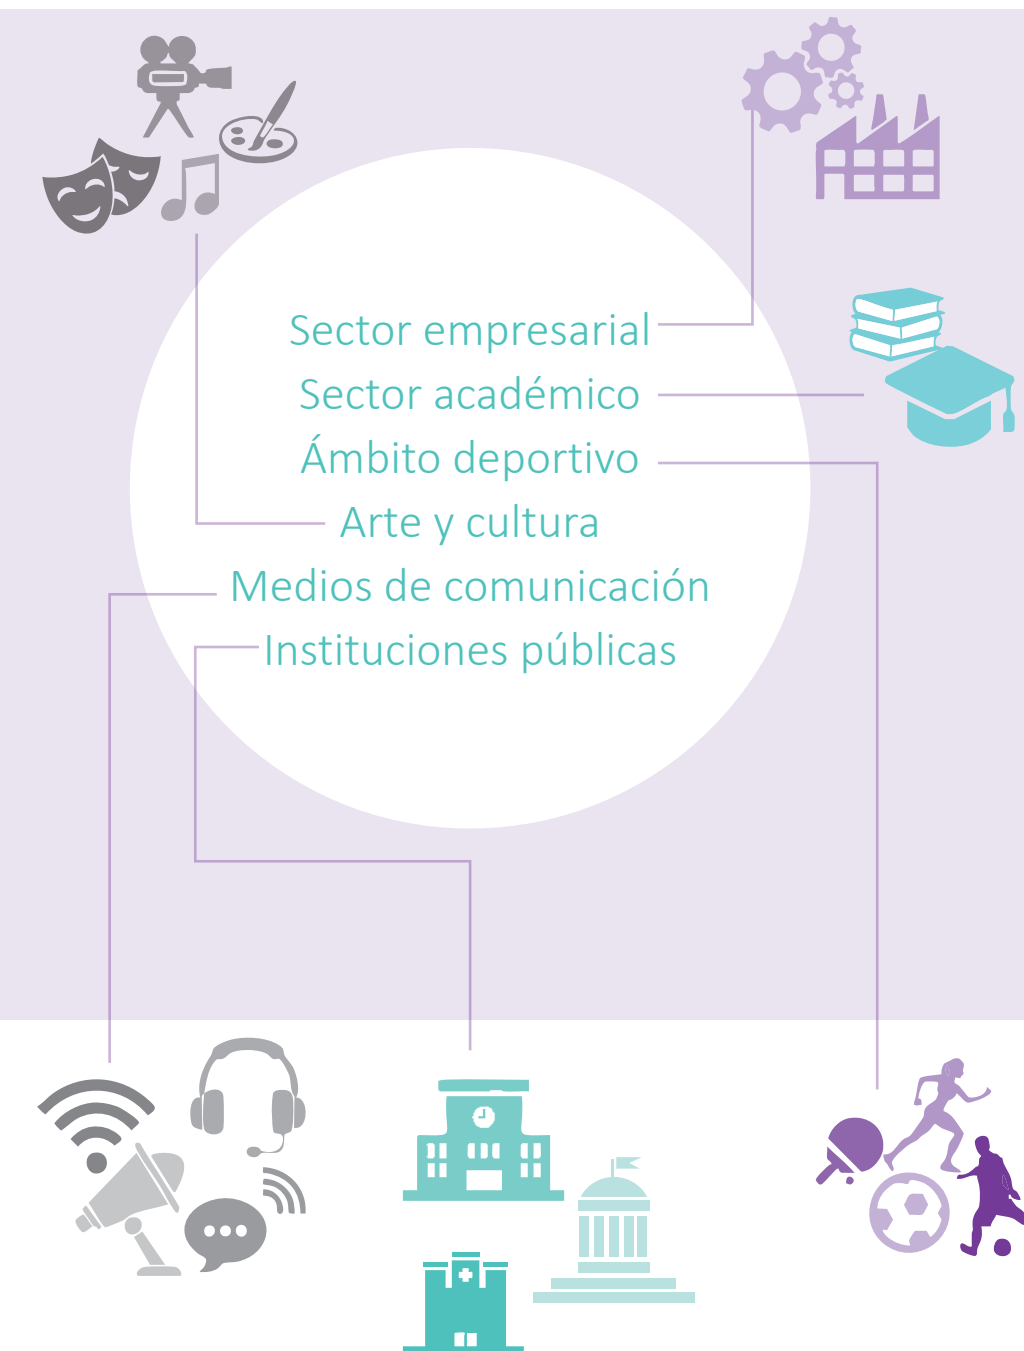 Sector empresarial
Sector académico
Ámbito deportivo
Arte y cultura
Medios de comunicación
Instituciones públicas